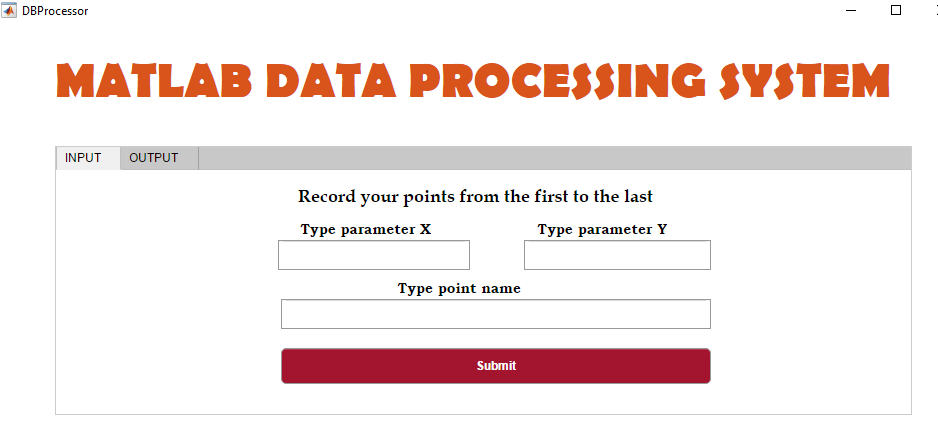 DBProcessor
MATLAB DATA PROCESSING SYSTEM
INPUT OUTPUT
Record your points from the first to the last
Type parameter X Type parameter Y
Type point name
Submit